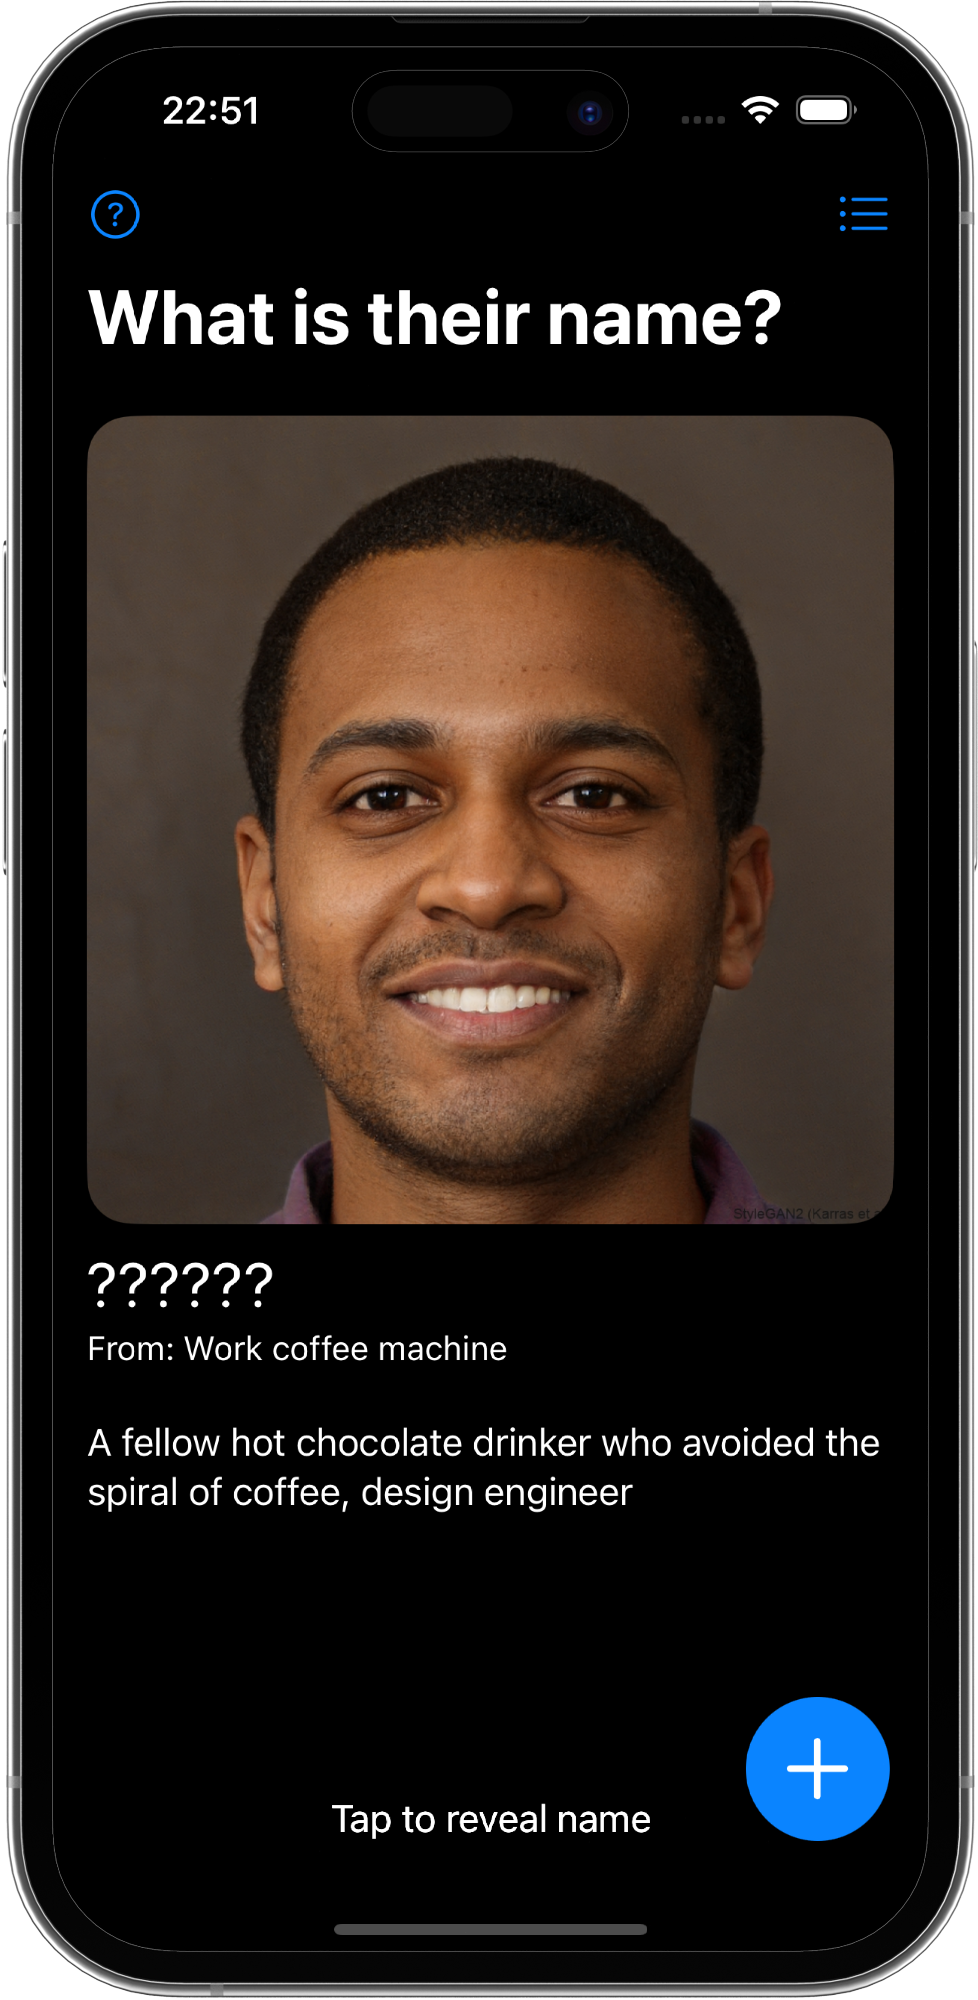 22:51
?
What is their name?
StyleGAN2 (Karras et a
??????
From: Work coffee machine
A fellow hot chocolate drinker who avoided the
spiral of coffee, design engineer
Tap to reveal name